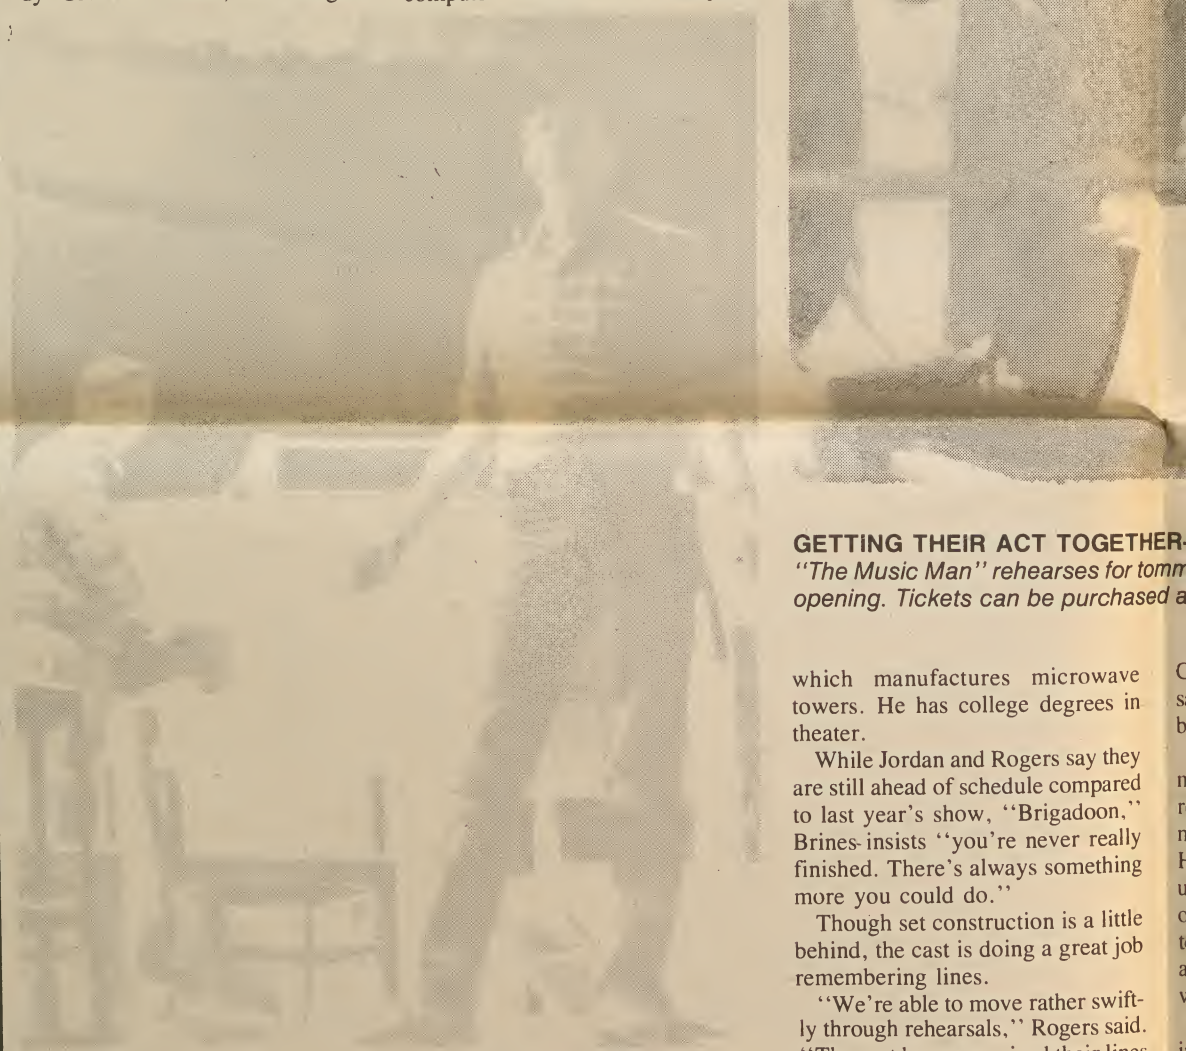 GETTING THEIR ACT TOGETHER-
"The Music Man" rehearses for
opening. Tickets can be purchased
which manufactures microwave
towers. He has college degrees in
theater.
While Jordan and Rogers say they
are still ahead of schedule compared
to last year's show, "Brigadoon,"
Brines insists "you're never really
finished. There's always something
more you could do."
Though set construction is a little
behind, the cast is doing a great job
remembering lines.
"We're able to move rather swift-
ly through rehearsals," Rogers said.